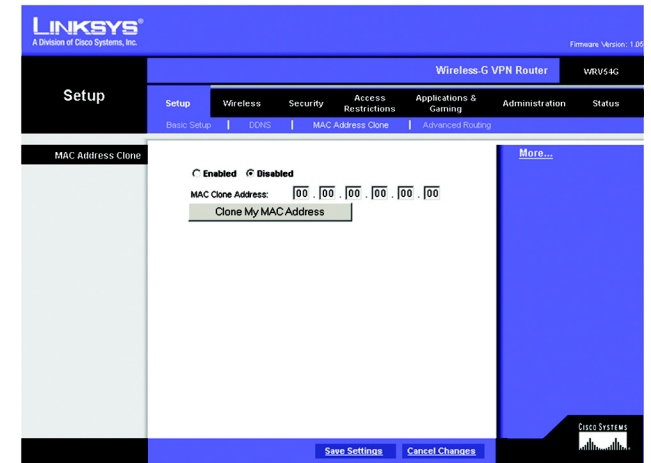 LINKSYS®
A Division of Cisco Systems, Inc.
Firmware Version: 1.05
Wireless-G VPN Router WRV54G
Setup
Setup Wireless Security Access Restrictions Applications & Gaming Administration Status
Basic Setup | DDNS | MAC Address Clone | Advanced Routing
MAC Address Clone
More...
Enabled Disabled
MAC Clone Address: 00 . 00 . 00 . 00 . 00 . 00
Clone My MAC Address
CISCO SYSTEMS
Save Settings Cancel Changes